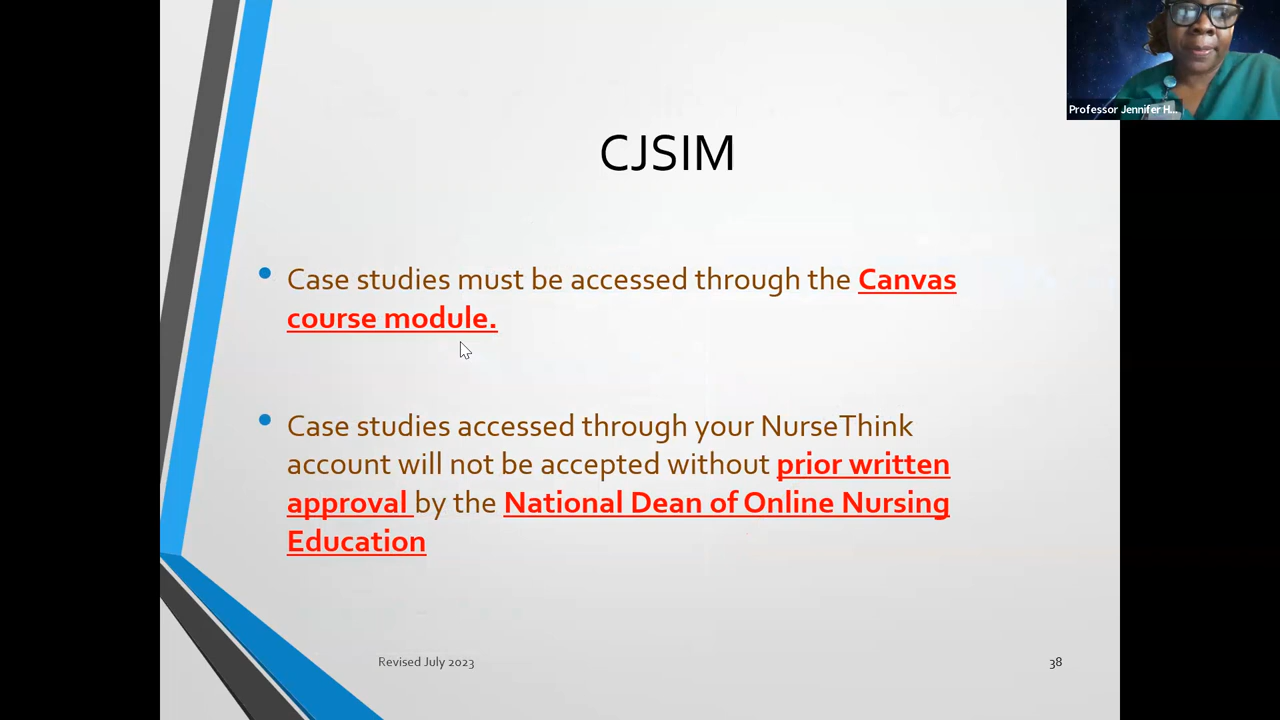 Professor Jennifer H...
CJSIM
Case studies must be accessed through the Canvas
course module.
Case studies accessed through your NurseThink
account will not be accepted without prior written
approval by the National Dean of Online Nursing
Education
Revised July 2023
38